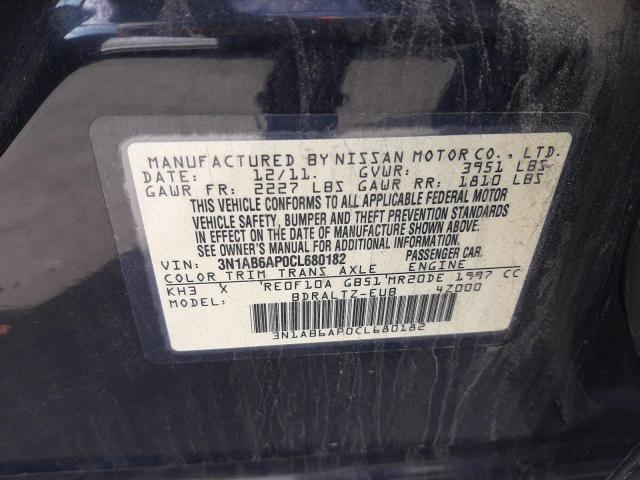 MANUFACTURED BY NISSAN MOTOR CO., LTD.
DATE: 12/11. GVWR: 3951 LBS
GAWR FR: 2227 LBS GAWR RR: 1810 LBS
THIS VEHICLE CONFORMS TO ALL APPLICABLE FEDERAL MOTOR
VEHICLE SAFETY, BUMPER AND THEFT PREVENTION STANDARDS
IN EFFECT ON THE DATE OF MANUFACTURE SHOWN ABOVE.
SEE OWNER'S MANUAL FOR ADDITIONAL INFORMATION.
VIN: 3N1AB6AP0CL680182 PASSENGER CAR.
COLOR TRIM TRANS AXLE ENGINE
KH3 X RE0F10A GB51 MR20DE 1997 CC
MODEL: BDRALTZ-EUB 4Z000
3N1AB6AP0CL680182